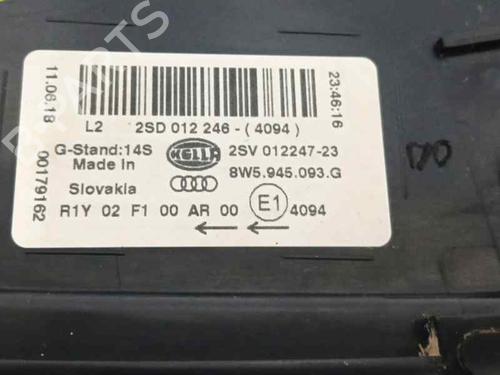 11.06.18
00179162
L2 2SD 012 246-(4094)
G-Stand:14S HELLA 2SV 012247-23
Made In 8W5.945.093.G
Slovakia
R1Y 02 F1 00 AR 00 E1 4094
23:46:16
B-PARTS